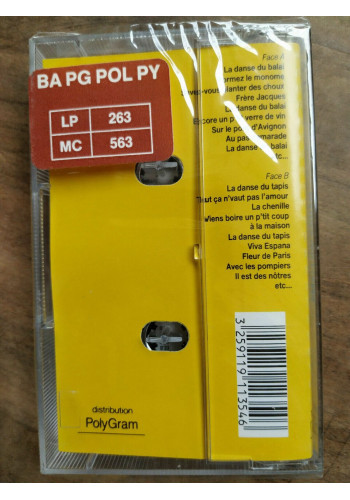 BA PG POL PY
LP 263
MC 563
Face A
La danse du balai
ormez le monome
avez-vous planter des choux
Frère Jacques
La danse du balai
Encore un p' verre de vin
Sur le pont d'Avignon
Au pas camarade
La danse du balai
etc...
Face B
La danse du tapis
Tout ça n'vaut pas l'amour
La chenille
Viens boire un p'tit coup
à la maison
La danse du tapis
Viva Espana
Fleur de Paris
Avec les pompiers
Il est des nôtres
etc...
3 259119 113546
distribution
PolyGram